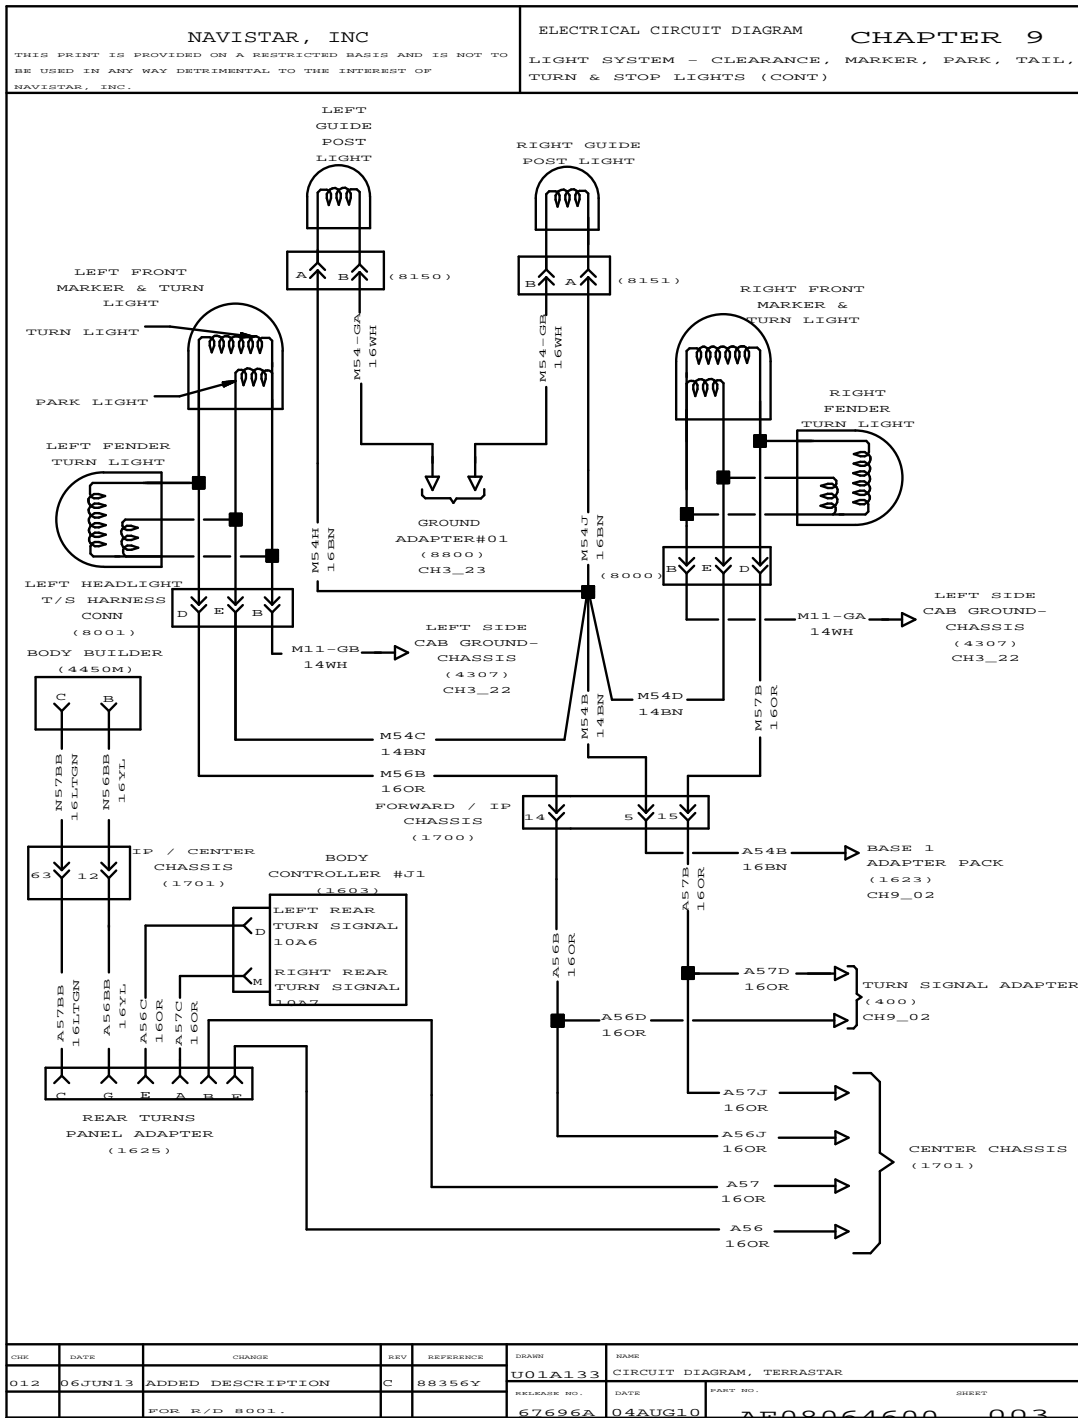 NAVISTAR, INC
THIS PRINT IS PROVIDED ON A RESTRICTED BASIS AND IS NOT TO
BE USED IN ANY WAY DETRIMENTAL TO THE INTEREST OF
NAVISTAR, INC.
ELECTRICAL CIRCUIT DIAGRAM
CHAPTER 9
LIGHT SYSTEM - CLEARANCE, MARKER, PARK, TAIL,
TURN & STOP LIGHTS (CONT)
LEFT
GUIDE
POST
LIGHT
RIGHT GUIDE
POST LIGHT
A
B
(8150)
B
A
(8151)
LEFT FRONT
MARKER & TURN
LIGHT
TURN LIGHT
PARK LIGHT
RIGHT FRONT
MARKER &
TURN LIGHT
M54-GA
16WH
M54-GB
16WH
RIGHT
FENDER
TURN LIGHT
LEFT FENDER
TURN LIGHT
GROUND
ADAPTER#01
(8800)
CH3_23
M54H
16BN
M54J
16BN
(8000)
B
E
D
LEFT HEADLIGHT
T/S HARNESS
CONN
(8001)
D
E
B
M11-GB
14WH
LEFT SIDE
CAB GROUND-
CHASSIS
(4307)
CH3_22
M11-GA
14WH
LEFT SIDE
CAB GROUND-
CHASSIS
(4307)
CH3_22
BODY BUILDER
(4450M)
C
B
M54C
14BN
M54B
14BN
M54D
14BN
M57B
16OR
M56B
16OR
N57BB
16LTGN
N56BB
16YL
FORWARD / IP
CHASSIS
(1700)
14
5
15
IP / CENTER
CHASSIS
(1701)
63
12
A54B
16BN
BASE 1
ADAPTER PACK
(1623)
CH9_02
BODY
CONTROLLER #J1
(1603)
LEFT REAR
TURN SIGNAL
10A6
D
RIGHT REAR
TURN SIGNAL
10A7
M
A57B
16OR
A56B
16OR
A57D
16OR
A56D
16OR
TURN SIGNAL ADAPTER
(400)
CH9_02
A57BB
16LTGN
A56BB
16YL
A56C
16OR
A57C
16OR
C
G
E
A
B
F
REAR TURNS
PANEL ADAPTER
(1625)
A57J
16OR
A56J
16OR
A57
16OR
A56
16OR
CENTER CHASSIS
(1701)
CHK
DATE
CHANGE
REV
REFERENCE
DRAWN
NAME
012
06JUN13
ADDED DESCRIPTION
C
88356Y
U01A133
CIRCUIT DIAGRAM, TERRASTAR
RELEASE NO.
DATE
PART NO.
SHEET
FOR R/D 8001.
67696A
04AUG10
AF08064600
003